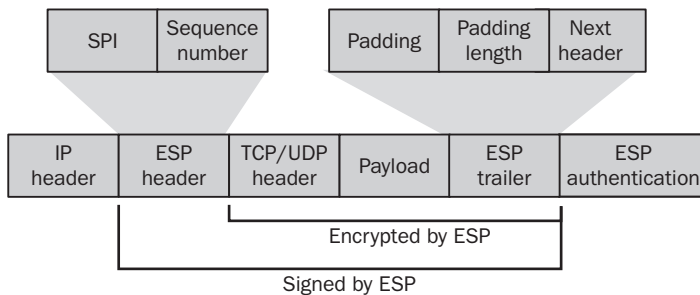 SPI
Sequence
number
Padding
Padding
length
Next
header
IP
header
ESP
header
TCP/UDP
header
Payload
ESP
trailer
ESP
authentication
Encrypted by ESP
Signed by ESP